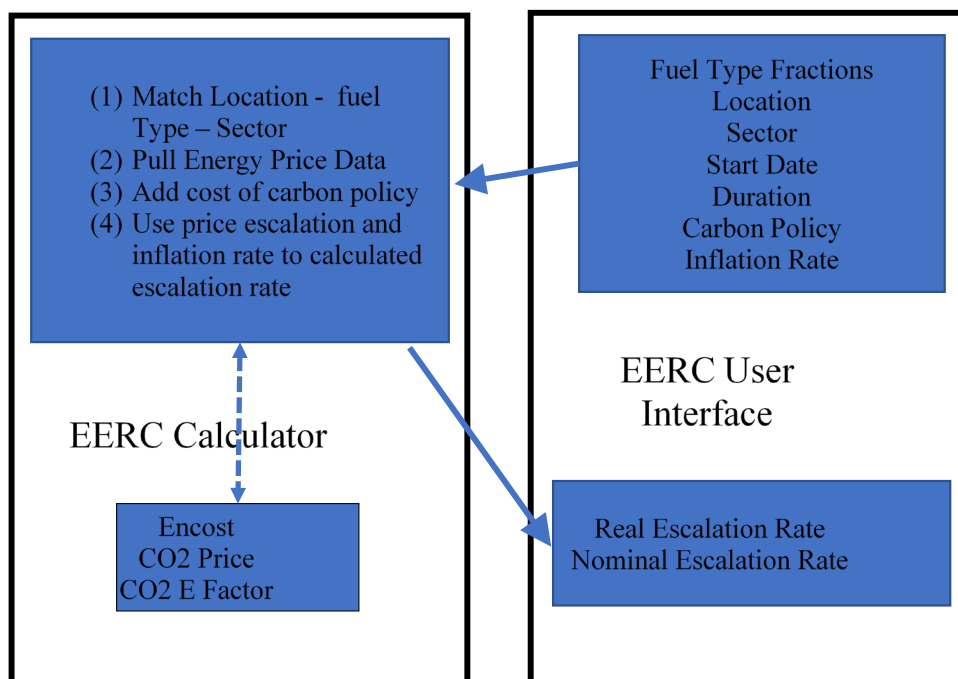 (1) Match Location - fuel
Type – Sector
(2) Pull Energy Price Data
(3) Add cost of carbon policy
(4) Use price escalation and
inflation rate to calculated
escalation rate
EERC Calculator
Encost
CO2 Price
CO2 E Factor
Fuel Type Fractions
Location
Sector
Start Date
Duration
Carbon Policy
Inflation Rate
EERC User
Interface
Real Escalation Rate
Nominal Escalation Rate